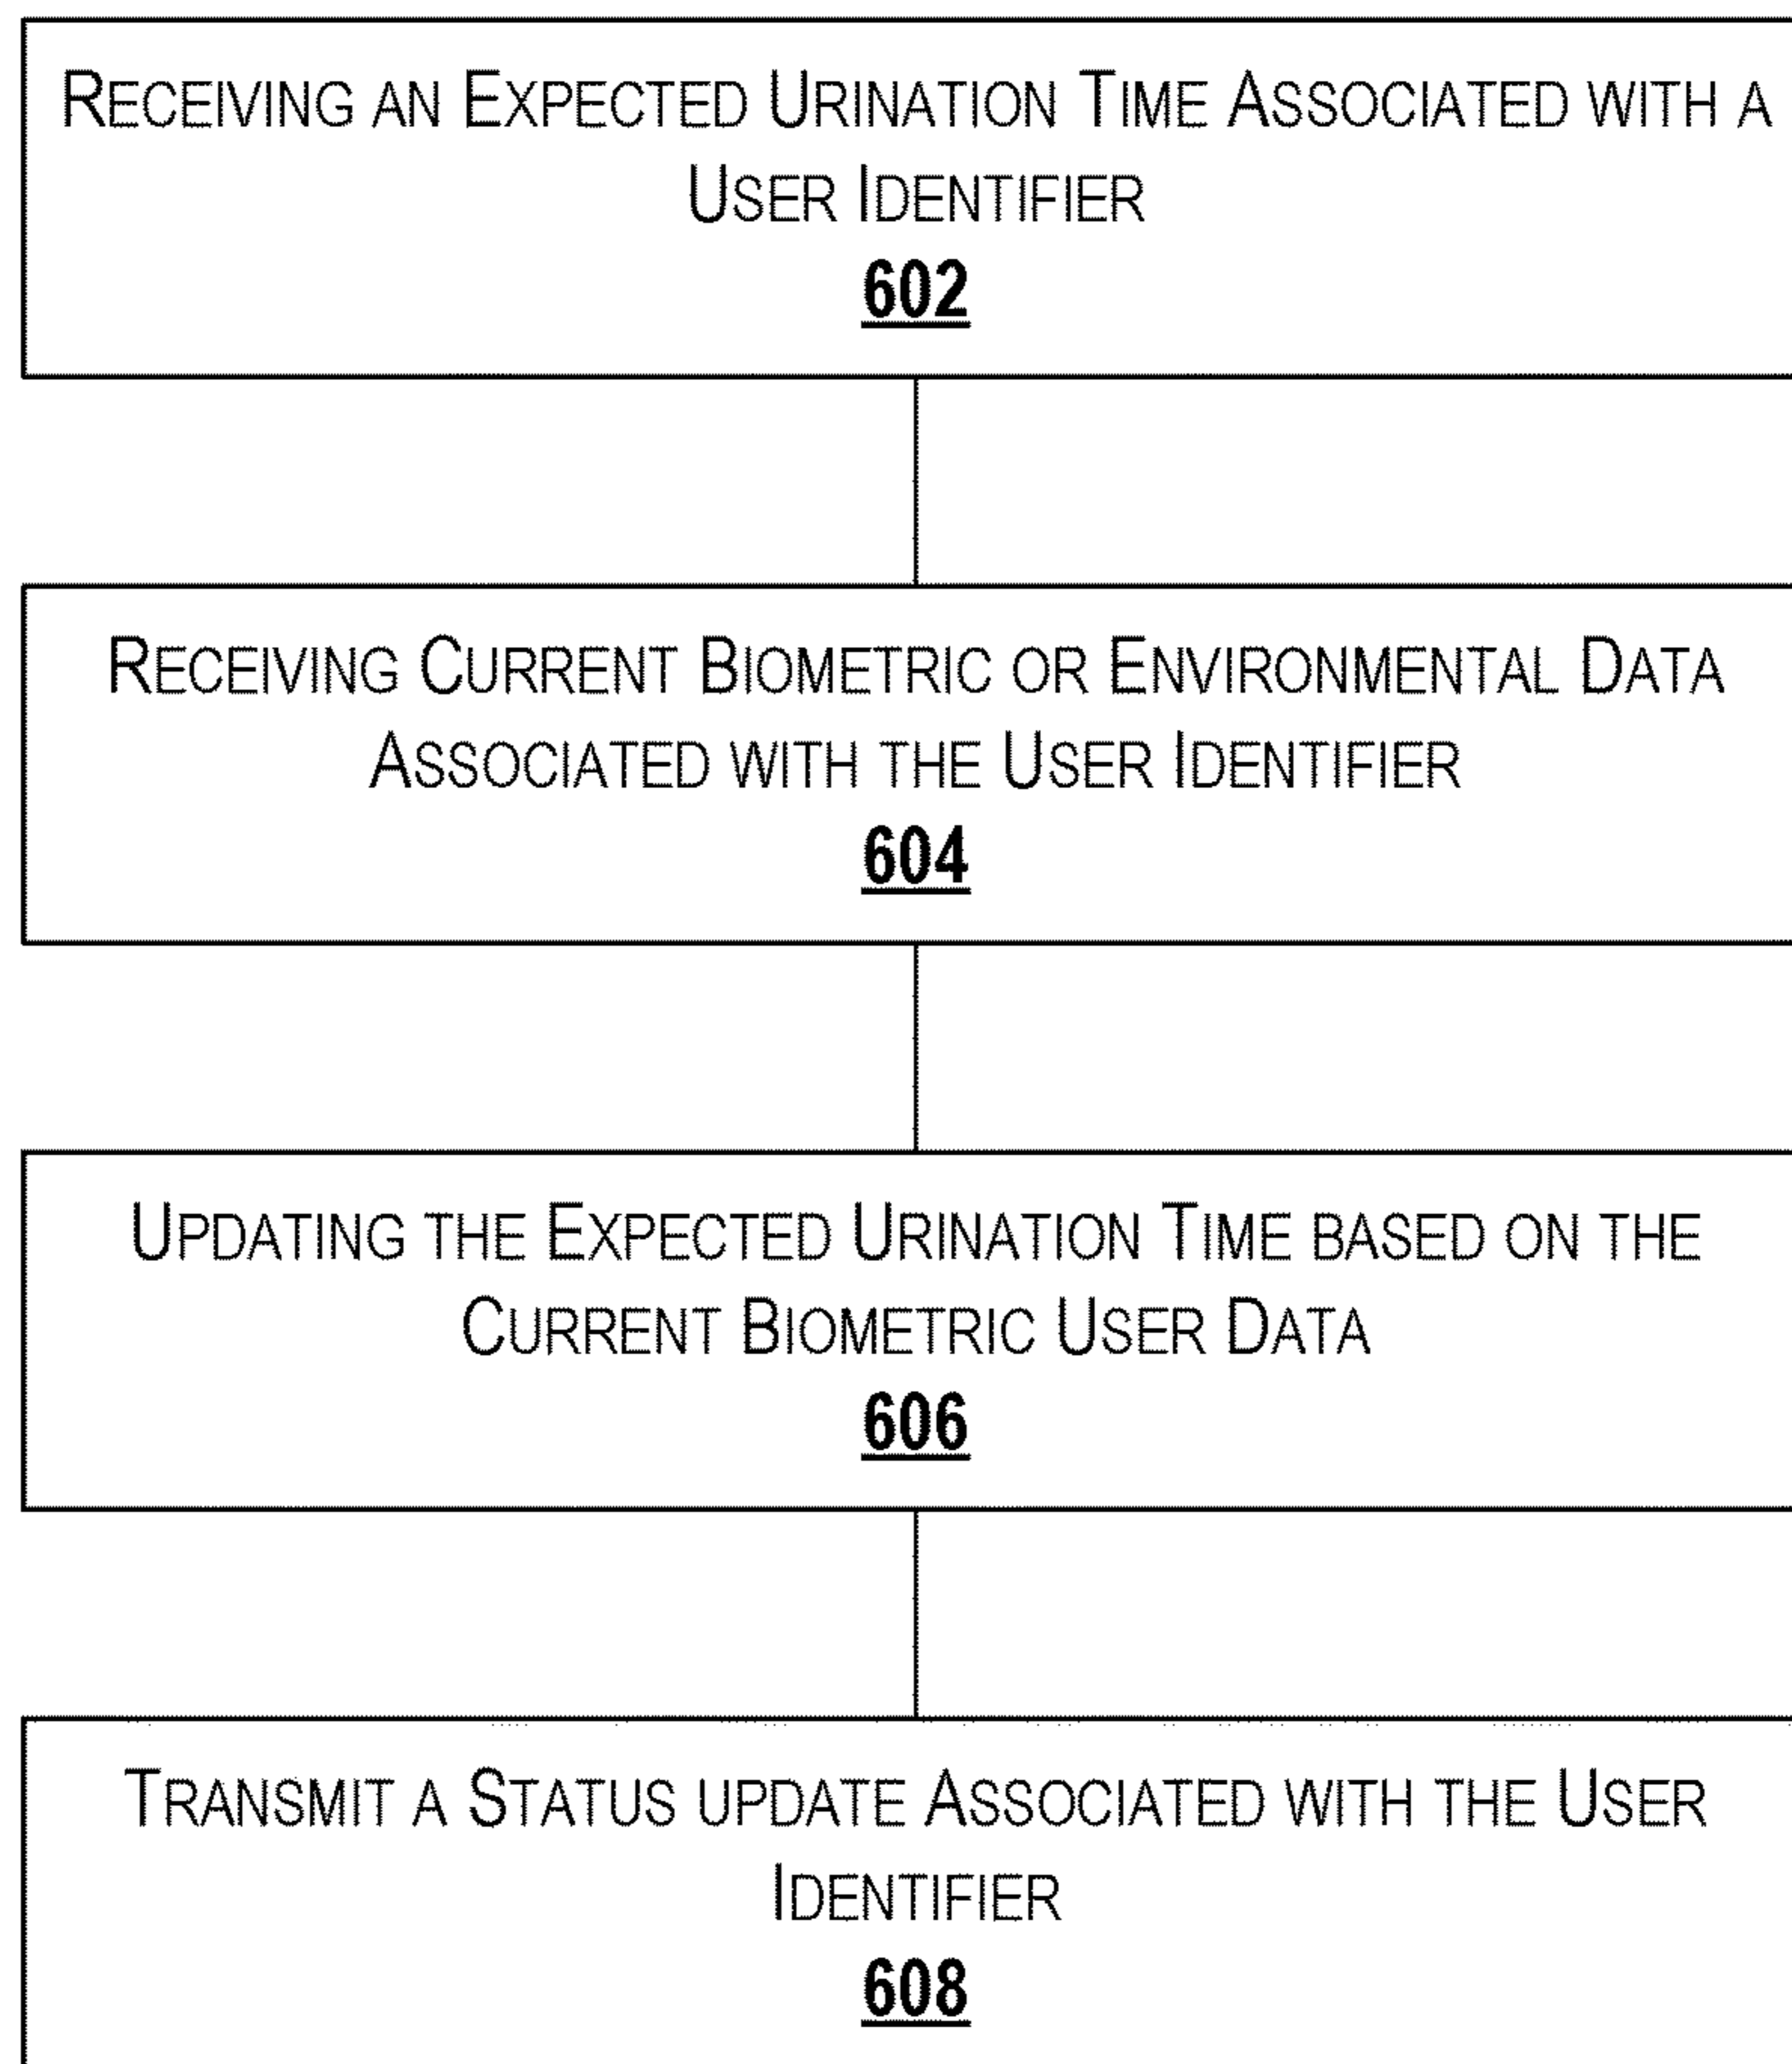 RECEIVING AN EXPECTED URINATION TIME ASSOCIATED WITH A
USER IDENTIFIER
602
RECEIVING CURRENT BIOMETRIC OR ENVIRONMENTAL DATA
ASSOCIATED WITH THE USER IDENTIFIER
604
UPDATING THE EXPECTED URINATION TIME BASED ON THE
CURRENT BIOMETRIC USER DATA
606
TRANSMIT A STATUS UPDATE ASSOCIATED WITH THE USER
IDENTIFIER
608